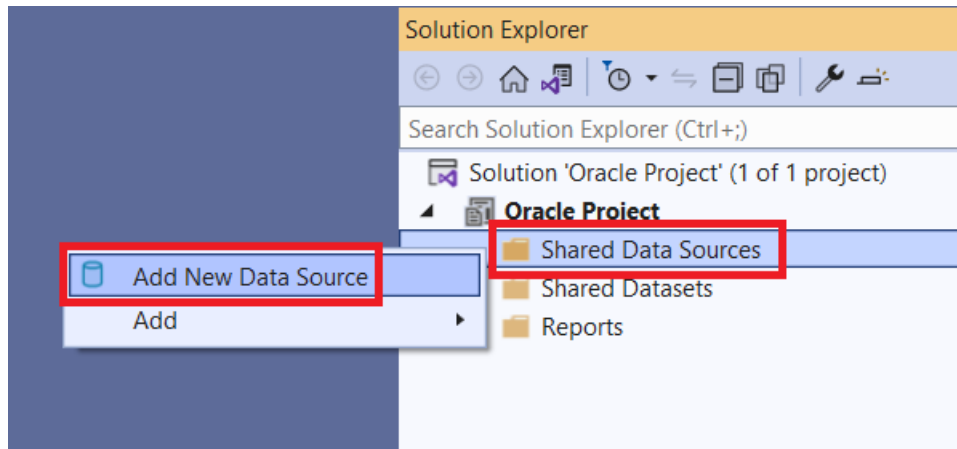 Solution Explorer
Search Solution Explorer (Ctrl+;)
Solution 'Oracle Project' (1 of 1 project)
Oracle Project
Shared Data Sources
Add New Data Source
Shared Datasets
Add
Reports